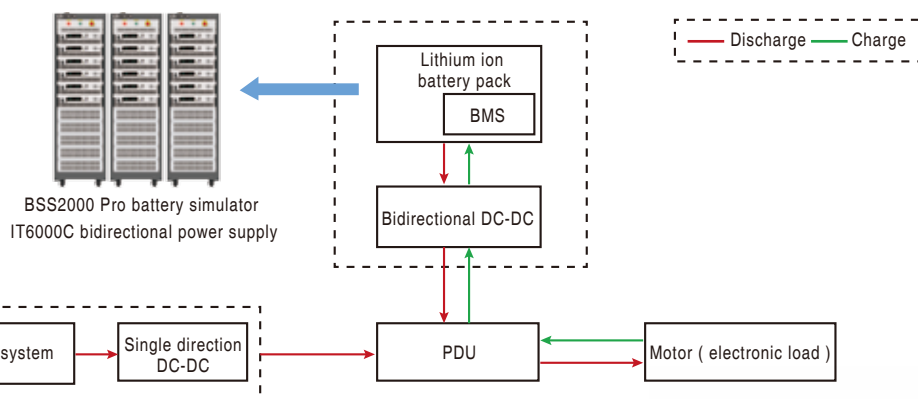 Discharge
Charge
Lithium ion
battery pack
BMS
BSS2000 Pro battery simulator
IT6000C bidirectional power supply
Bidirectional DC-DC
system
Single direction
DC-DC
PDU
Motor ( electronic load )